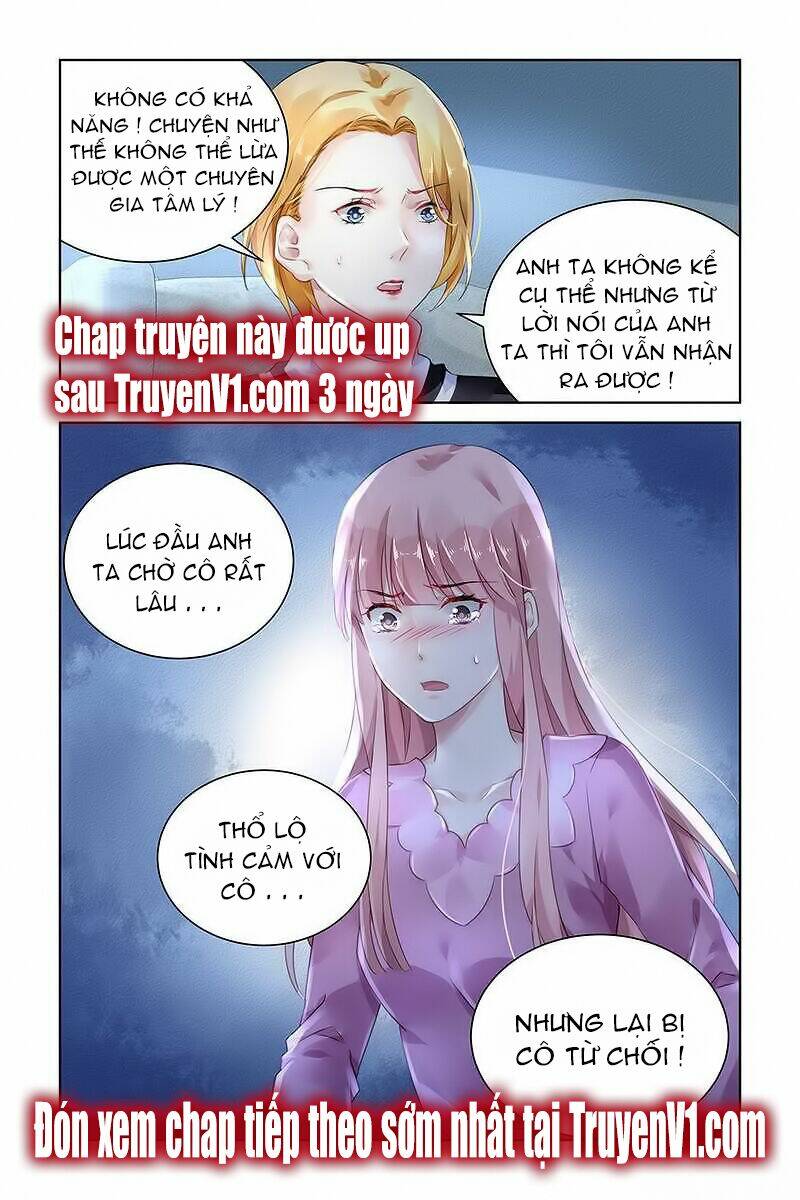 KHÔNG CÓ KHẢ
NĂNG! CHUYỆN NHƯ
THẾ KHÔNG THỂ LỪA
ĐƯỢC MỘT CHUYÊN
GIA TÂM LÝ!
ANH TA KHÔNG KỂ
CỤ THỂ NHƯNG TỪ
LỜI NÓI CỦA ANH
TA THÌ TÔI VẪN NHẬN
RA ĐƯỢC!
Chap truyện này được up
sau TruyenV1.com 3 ngày
LÚC ĐẦU ANH
TA CHỜ CÔ RẤT
LÂU...
THỔ LỘ
TÌNH CẢM VỚI
CÔ...
NHƯNG LẠI BỊ
CÔ TỪ CHỐI!
Đón xem chap tiếp theo sớm nhất tại TruyenV1.com